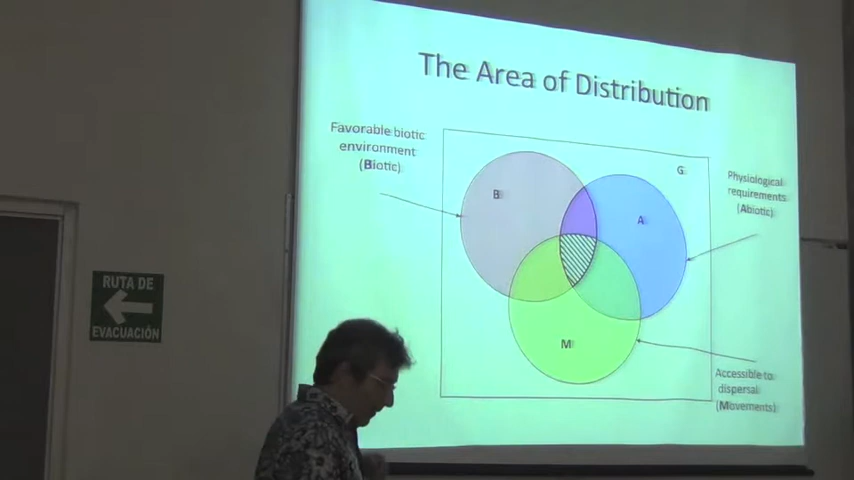 The Area of Distribution
Favorable biotic
environment
(Biotic)
G
Physiological
requirements
(Abiotic)
B
A
M
Accessible to
dispersal
(Movements)
RUTA DE
EVACUACIÓN